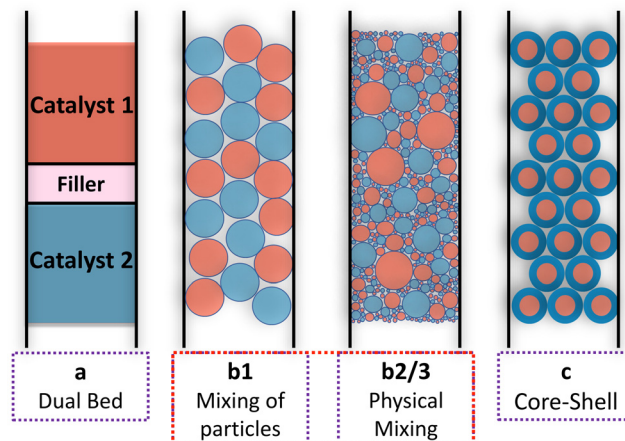 Catalyst 1
Filler
Catalyst 2
a
Dual Bed
b1
Mixing of
particles
b2/3
Physical
Mixing
c
Core-Shell